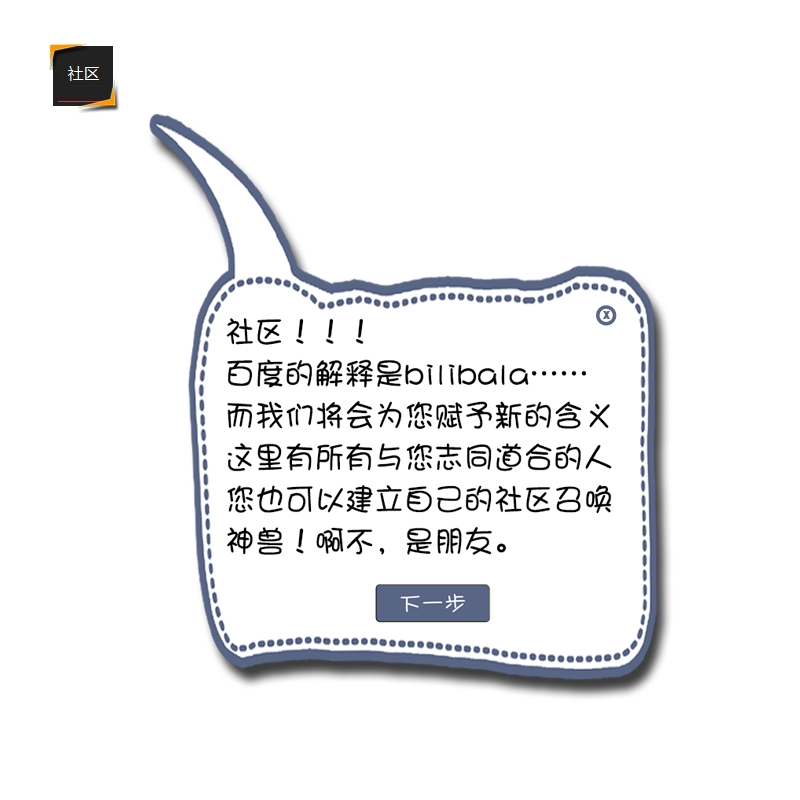 社区
社区！！！
百度的解释是bilibala……
而我们将会为您赋予新的含义
这里有所有与您志同道合的人
您也可以建立自己的社区召唤
神兽！啊不，是朋友。
下一步